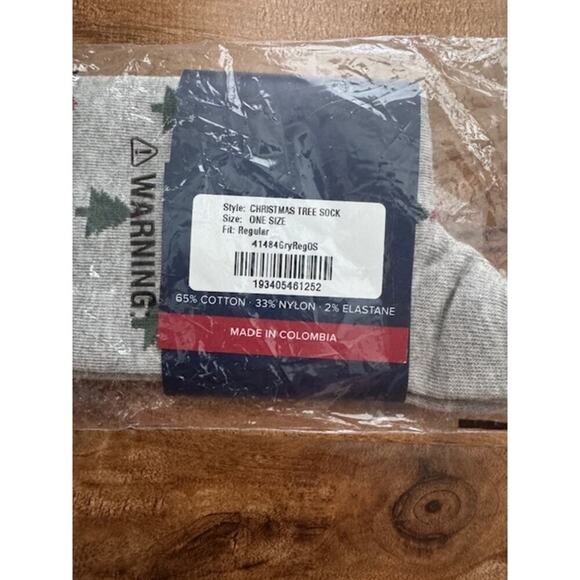 ⚠ WARNING:
Style: CHRISTMAS TREE SOCK
Size: ONE SIZE
Fit: Regular
41484GryRegOS
193405461252
65% COTTON · 33% NYLON · 2% ELASTANE
MADE IN COLOMBIA